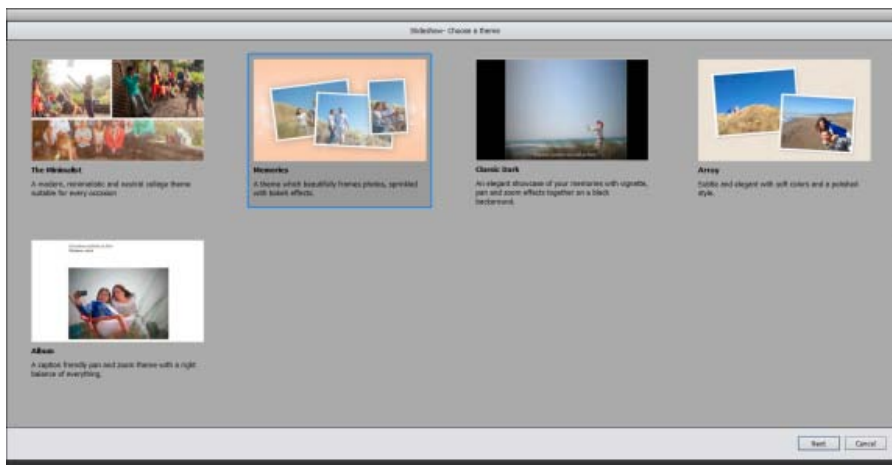 Slideshow- Choose a theme
The Minimalist
A modern, minimalistic and neutral collage theme
suitable for every occasion
Memories
A theme which beautifully frames photos, sprinkled
with bokeh effects.
Classic Dark
An elegant showcase of your memories with vignette,
pan and zoom effects together on a black
background.
Array
Subtle and elegant with soft colors and a polished
style.
Album
A caption friendly pan and zoom theme with a right
balance of everything.
Next
Cancel